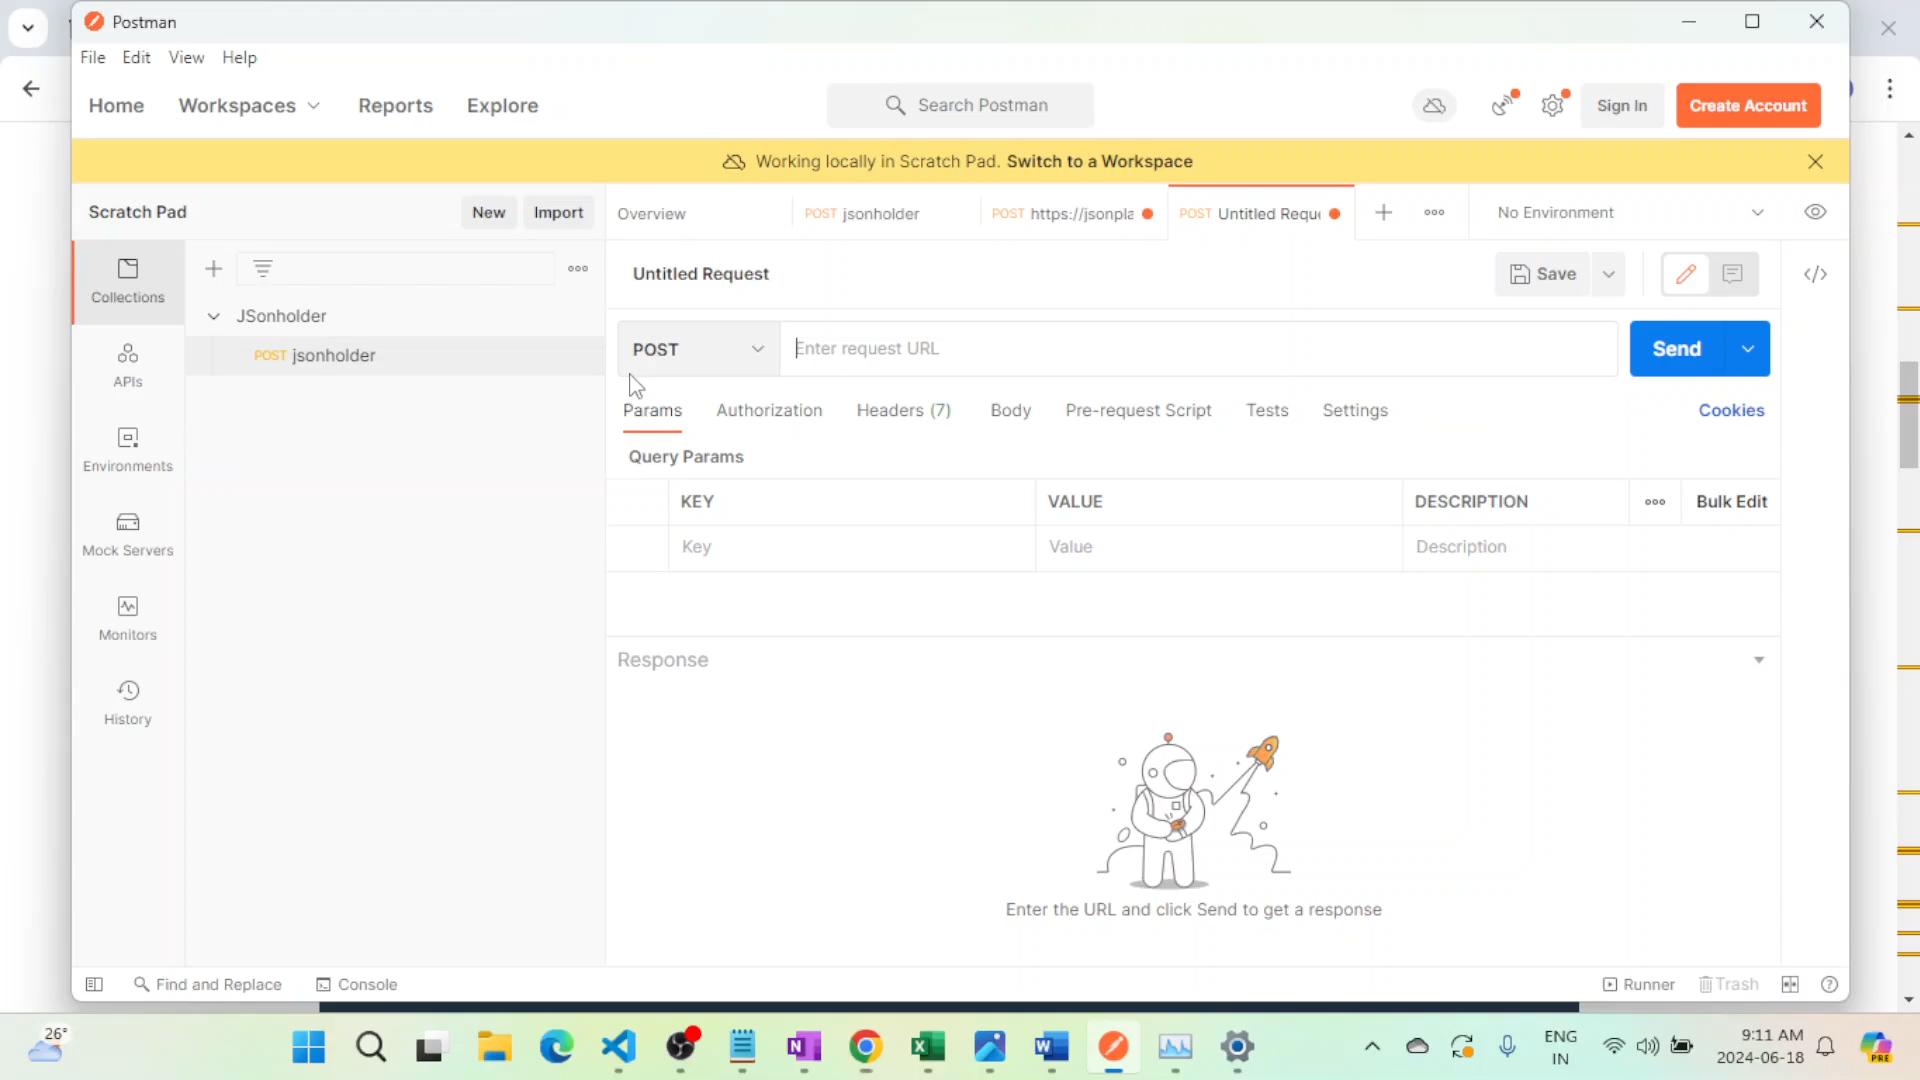 Postman
File Edit View Help
Home Workspaces Reports Explore Search Postman Sign In Create Account
Working locally in Scratch Pad. Switch to a Workspace
Scratch Pad New Import Overview POST jsonholder POST https://jsonpla POST Untitled Reque No Environment
Collections
JSonholder
POST jsonholder
APIs
Environments
Mock Servers
Monitors
History
Untitled Request Save
POST Enter request URL Send
Params Authorization Headers (7) Body Pre-request Script Tests Settings Cookies
Query Params
KEY VALUE DESCRIPTION Bulk Edit
Key Value Description
Response
Enter the URL and click Send to get a response
Find and Replace Console Runner Trash
26°
ENG
IN
9:11 AM
2024-06-18
PRE